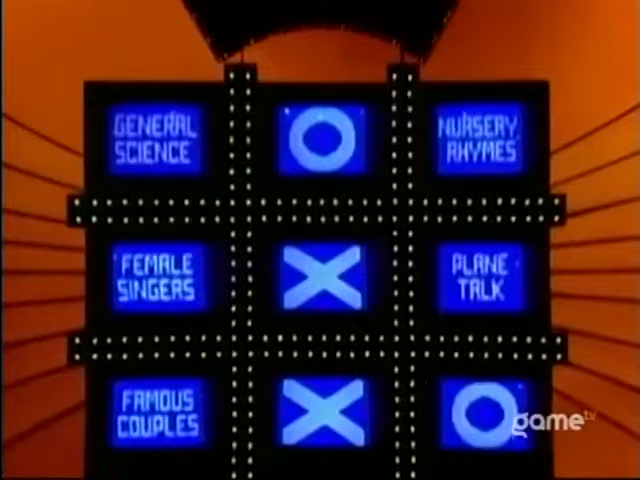 GENERAL
SCIENCE
O
NURSERY
RHYMES
FEMALE
SINGERS
X
PLANE
TALK
FAMOUS
COUPLES
X
O
game tv